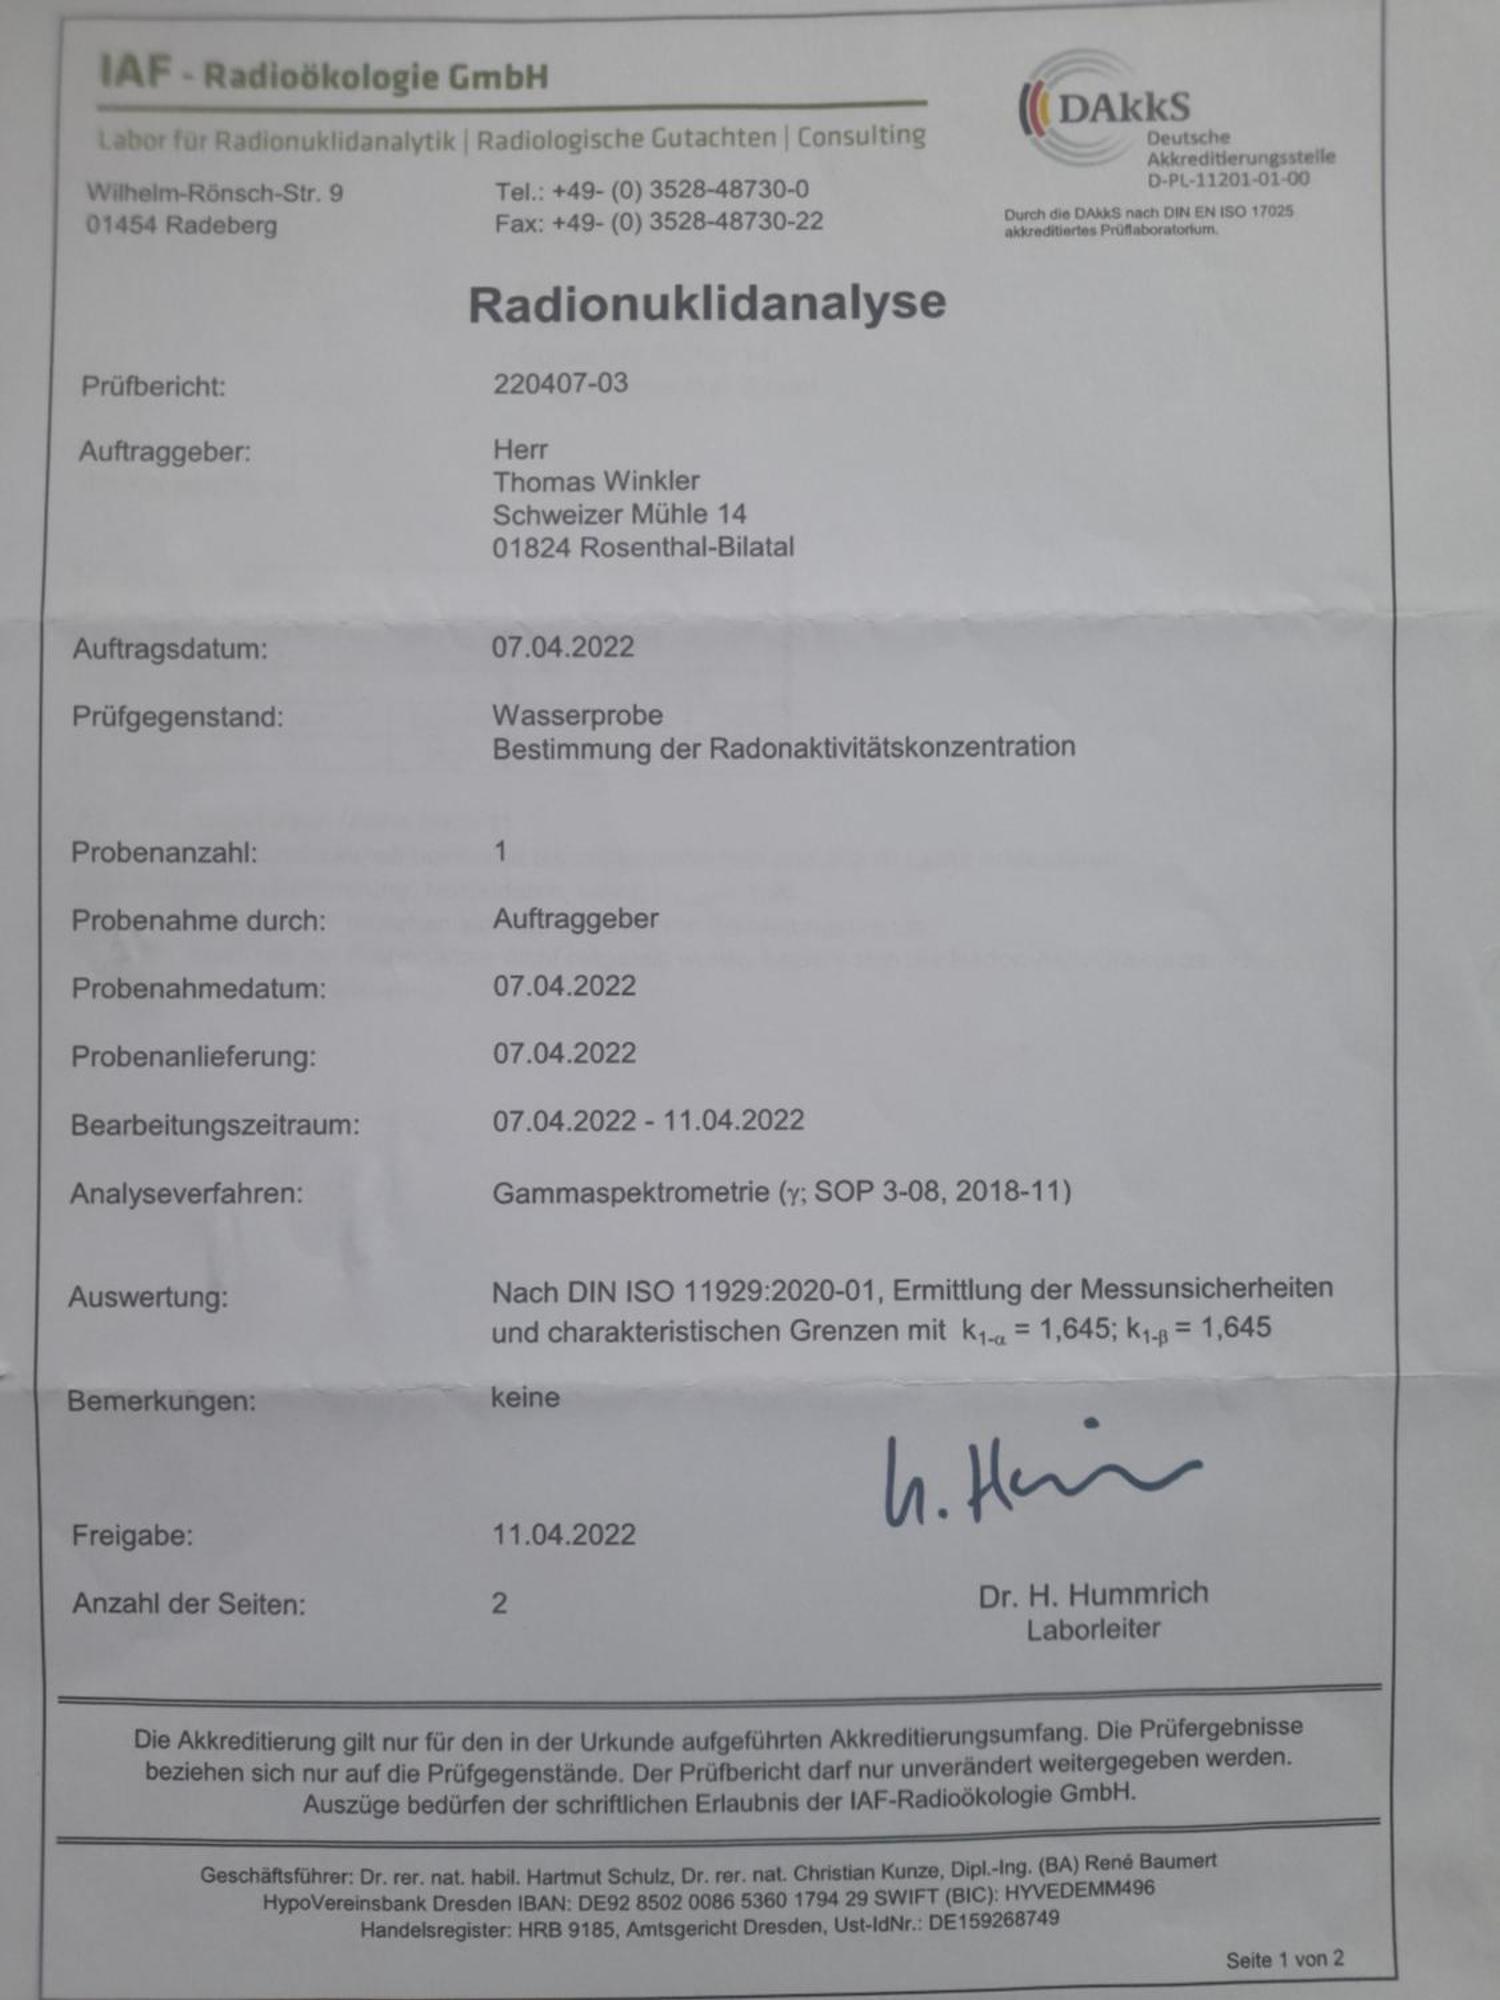 IAF - Radioökologie GmbH
Labor für Radionuklidanalytik | Radiologische Gutachten | Consulting
Wilhelm-Rönsch-Str. 9
01454 Radeberg
Tel.: +49- (0) 3528-48730-0
Fax: +49- (0) 3528-48730-22
DAkkS
Deutsche
Akkreditierungsstelle
D-PL-11201-01-00
Durch die DAkkS nach DIN EN ISO 17025
akkreditiertes Prüflaboratorium.
Radionuklidanalyse
Prüfbericht: 220407-03
Auftraggeber: Herr
Thomas Winkler
Schweizer Mühle 14
01824 Rosenthal-Bilatal
Auftragsdatum: 07.04.2022
Prüfgegenstand: Wasserprobe
Bestimmung der Radonaktivitätskonzentration
Probenanzahl: 1
Probenahme durch: Auftraggeber
Probenahmedatum: 07.04.2022
Probenanlieferung: 07.04.2022
Bearbeitungszeitraum: 07.04.2022 - 11.04.2022
Analyseverfahren: Gammaspektrometrie (γ; SOP 3-08, 2018-11)
Auswertung: Nach DIN ISO 11929:2020-01, Ermittlung der Messunsicherheiten
und charakteristischen Grenzen mit k1-α = 1,645; k1-β = 1,645
Bemerkungen: keine
Freigabe: 11.04.2022
Anzahl der Seiten: 2
Dr. H. Hummrich
Laborleiter
Die Akkreditierung gilt nur für den in der Urkunde aufgeführten Akkreditierungsumfang. Die Prüfergebnisse
beziehen sich nur auf die Prüfgegenstände. Der Prüfbericht darf nur unverändert weitergegeben werden.
Auszüge bedürfen der schriftlichen Erlaubnis der IAF-Radioökologie GmbH.
Geschäftsführer: Dr. rer. nat. habil. Hartmut Schulz, Dr. rer. nat. Christian Kunze, Dipl.-Ing. (BA) René Baumert
HypoVereinsbank Dresden IBAN: DE92 8502 0086 5360 1794 29 SWIFT (BIC): HYVEDEMM496
Handelsregister: HRB 9185, Amtsgericht Dresden, Ust-IdNr.: DE159268749
Seite 1 von 2